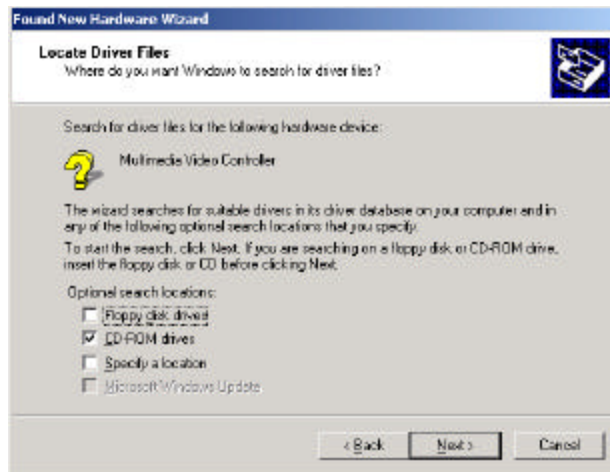 Found New Hardware Wizard
Locate Driver Files
Where do you want Windows to search for driver files?
Search for driver files for the following hardware device:
Multimedia Video Controller
The wizard searches for suitable drivers in its driver database on your computer and in
any of the following optional search locations that you specify.
To start the search, click Next. If you are searching on a floppy disk or CD-ROM drive,
insert the floppy disk or CD before clicking Next.
Optional search locations:
Floppy disk drives
CD-ROM drives
Specify a location
Microsoft Windows Update
< Back Next > Cancel